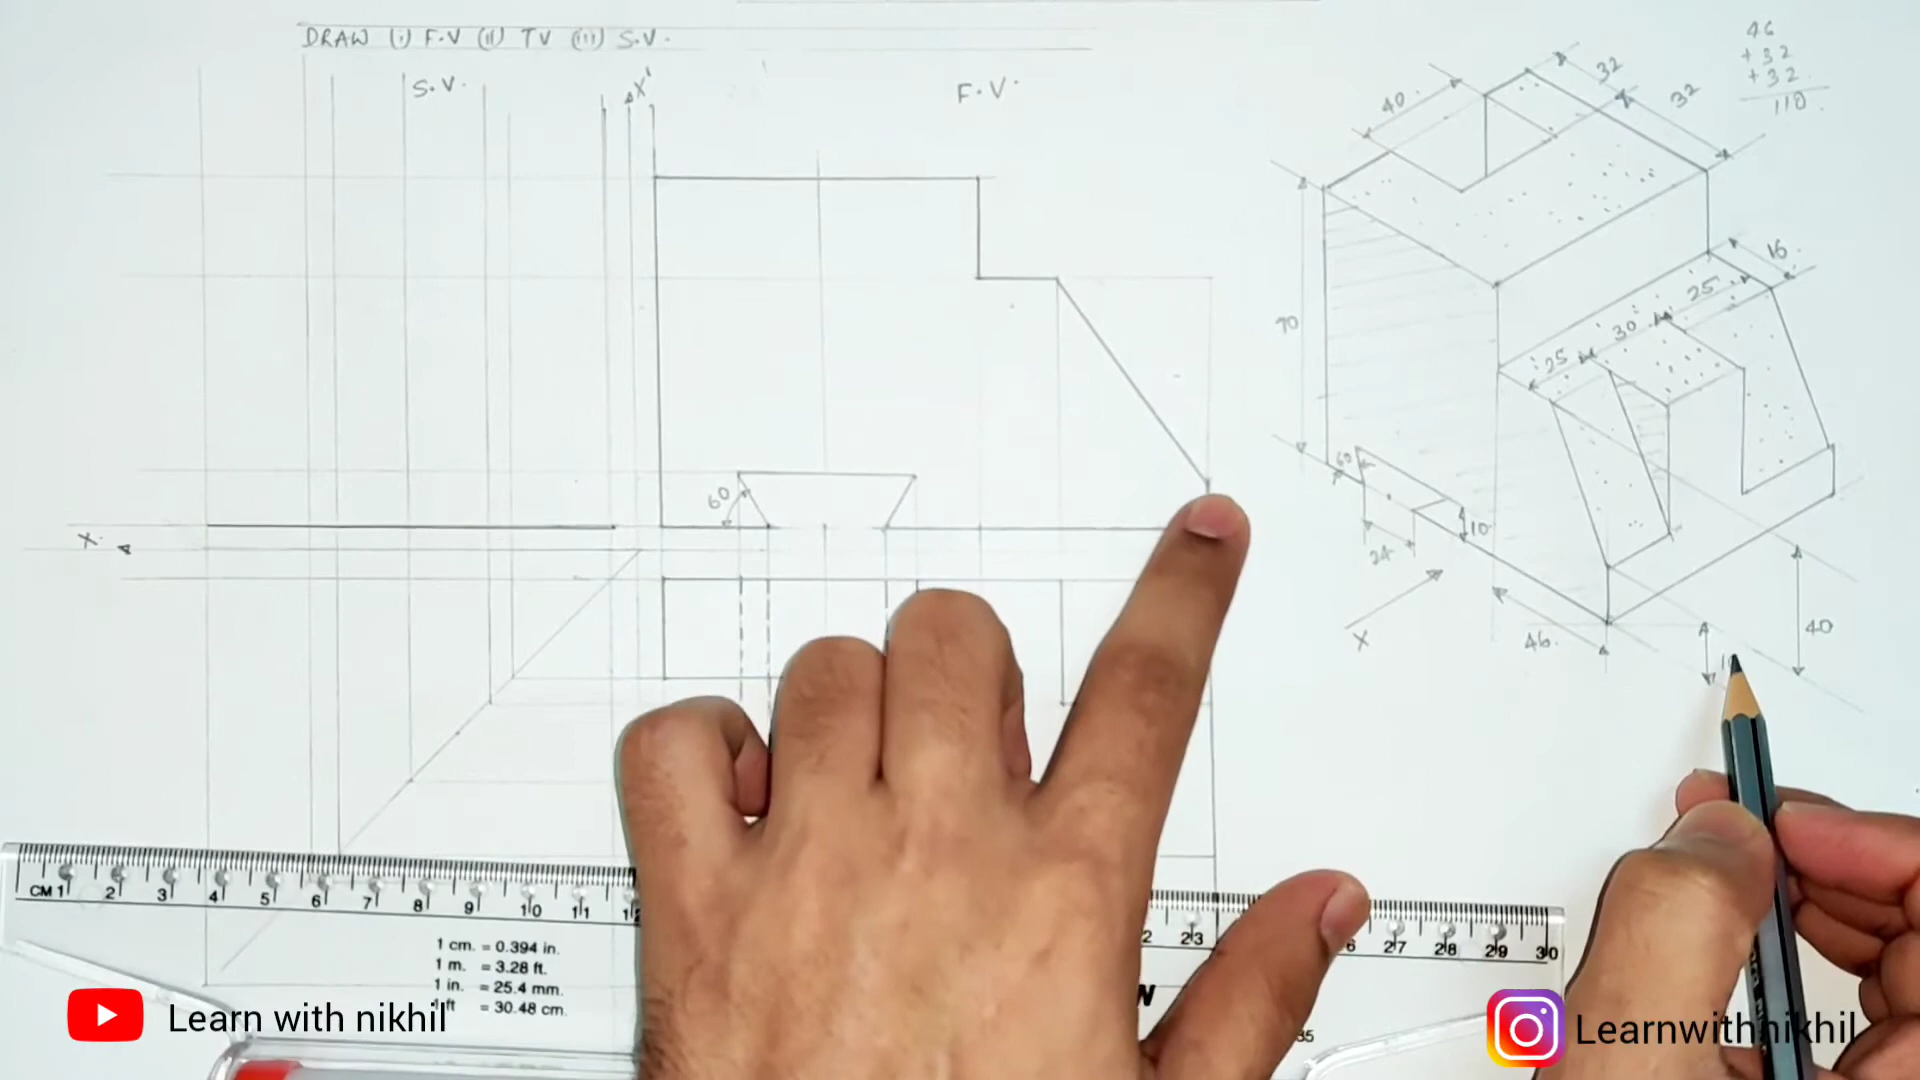 DRAW (i) F.V (ii) TV (iii) S.V.
S.V.
X'
F.V.
46
+32
+32
110.
40
32
32
16
25
30
25
70
60
60
10
24
X
X
46.
40
CM 1 2 3 4 5 6 7 8 9 10 11 12
23
27 28 29 30
1 cm. = 0.394 in.
1 m. = 3.28 ft.
1 in. = 25.4 mm.
ft = 30.48 cm.
Learn with nikhil
Learnwithnikhil